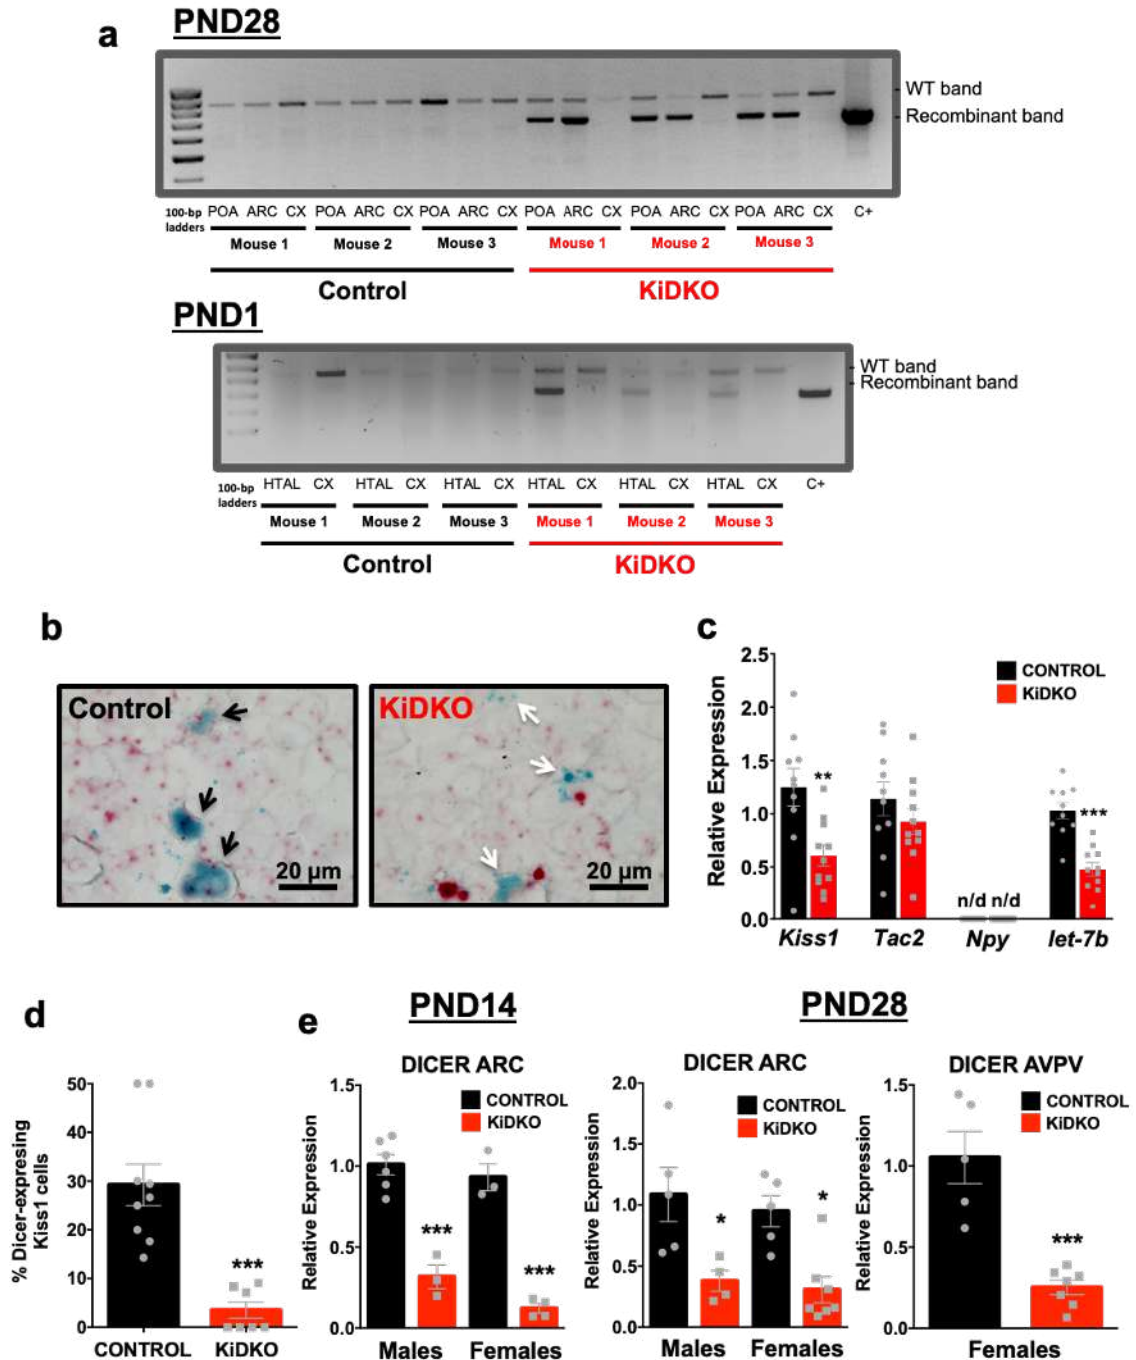 a
PND28
WT band
Recombinant band
100-bp ladders
POA ARC CX POA ARC CX POA ARC CX POA ARC CX POA ARC CX POA ARC CX C+
Mouse 1 Mouse 2 Mouse 3 Mouse 1 Mouse 2 Mouse 3
Control KiDKO
PND1
WT band
Recombinant band
100-bp ladders
HTAL CX HTAL CX HTAL CX HTAL CX HTAL CX HTAL CX C+
Mouse 1 Mouse 2 Mouse 3 Mouse 1 Mouse 2 Mouse 3
Control KiDKO
b
Control
20 µm
KiDKO
20 µm
c
Relative Expression
2.5
2.0
1.5
1.0
0.5
0.0
CONTROL
KiDKO
**
***
n/d n/d
Kiss1 Tac2 Npy let-7b
d
% Dicer-expresing
Kiss1 cells
50
40
30
20
10
0
***
CONTROL KiDKO
e
PND14
DICER ARC
Relative Expression
1.5
1.0
0.5
0.0
CONTROL
KiDKO
***
***
Males Females
PND28
DICER ARC
Relative Expression
2.0
1.5
1.0
0.5
0.0
CONTROL
KiDKO
*
*
Males Females
DICER AVPV
Relative Expression
1.5
1.0
0.5
0.0
CONTROL
KiDKO
***
Females